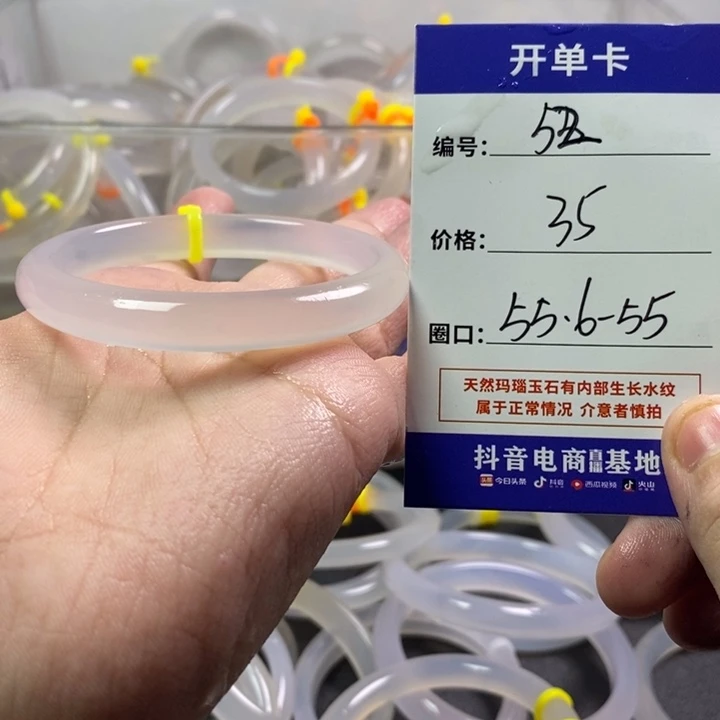 开单卡
编号：
价格：35
圈口：55.6-55
天然玛瑙玉石有内部生长水纹
属于正常情况 介意者慎拍
抖音电商直播基地
今日头条 抖音 西瓜视频 火山